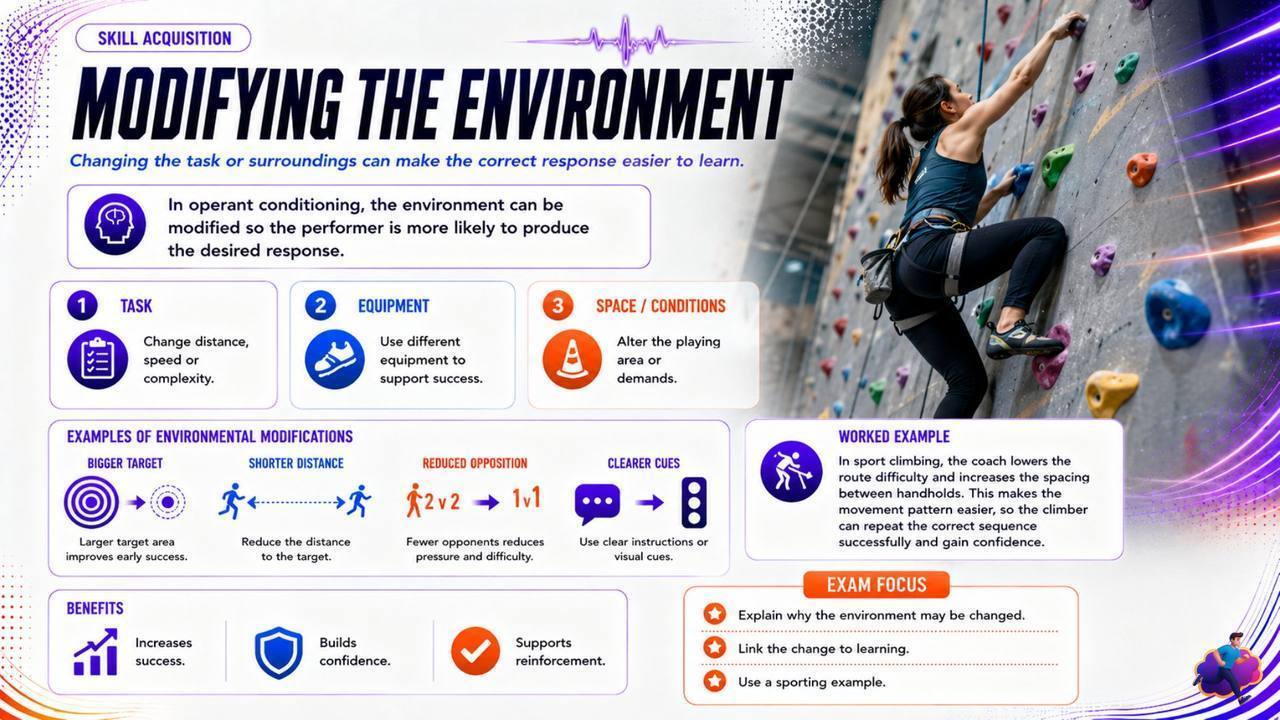 SKILL ACQUISITION
MODIFYING THE ENVIRONMENT
Changing the task or surroundings can make the correct response easier to learn.
In operant conditioning, the environment can be
modified so the performer is more likely to produce
the desired response.
1 TASK
Change distance,
speed or
complexity.
2 EQUIPMENT
Use different
equipment to
support success.
3 SPACE / CONDITIONS
Alter the playing
area or
demands.
EXAMPLES OF ENVIRONMENTAL MODIFICATIONS
BIGGER TARGET
Larger target area
improves early success.
SHORTER DISTANCE
Reduce the distance
to the target.
REDUCED OPPOSITION
2 v 2 1v1
Fewer opponents reduces
pressure and difficulty.
CLEARER CUES
Use clear instructions or
visual cues.
WORKED EXAMPLE
In sport climbing, the coach lowers the
route difficulty and increases the spacing
between handholds. This makes the
movement pattern easier, so the climber
can repeat the correct sequence
successfully and gain confidence.
BENEFITS
Increases
success.
Builds
confidence.
Supports
reinforcement.
EXAM FOCUS
Explain why the environment may be changed.
Link the change to learning.
Use a sporting example.